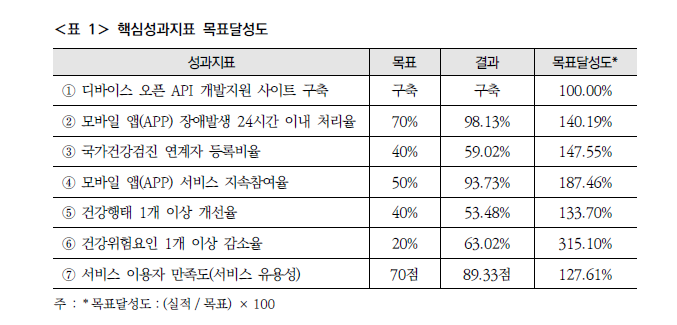 <표 1> 핵심성과지표 목표달성도
성과지표 목표 결과 목표달성도*
① 디바이스 오픈 API 개발지원 사이트 구축 구축 구축 100.00%
② 모바일 앱(APP) 장애발생 24시간 이내 처리율 70% 98.13% 140.19%
③ 국가건강검진 연계자 등록비율 40% 59.02% 147.55%
④ 모바일 앱(APP) 서비스 지속참여율 50% 93.73% 187.46%
⑤ 건강행태 1개 이상 개선율 40% 53.48% 133.70%
⑥ 건강위험요인 1개 이상 감소율 20% 63.02% 315.10%
⑦ 서비스 이용자 만족도(서비스 유용성) 70점 89.33점 127.61%
주 : * 목표달성도 : (실적 / 목표) × 100